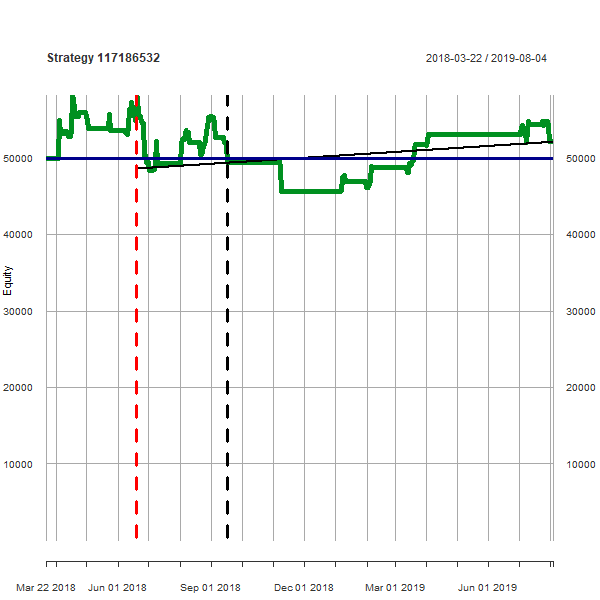 Strategy 117186532
2018-03-22 / 2019-08-04
50000 50000
40000 40000
Equity
30000 30000
20000 20000
10000 10000
Mar 22 2018 Jun 01 2018 Sep 01 2018 Dec 01 2018 Mar 01 2019 Jun 01 2019